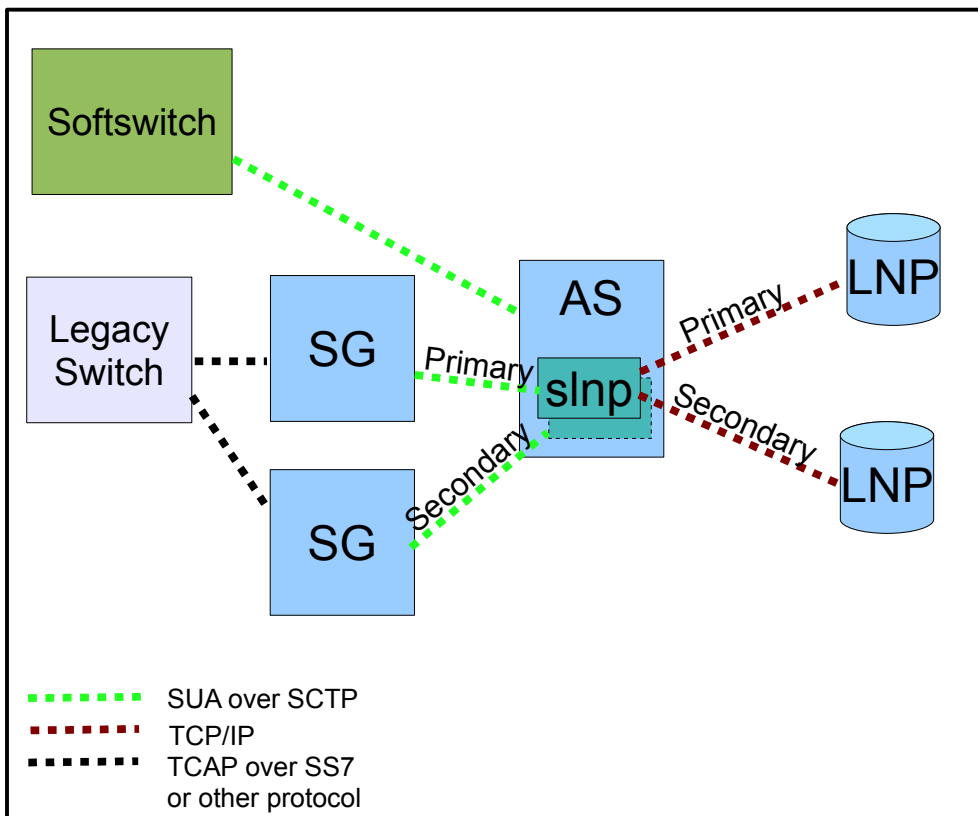 Softswitch
Legacy
Switch
SG
Primary
AS
slnp
Primary
LNP
Secondary
SG
Secondary
LNP
SUA over SCTP
TCP/IP
TCAP over SS7
or other protocol